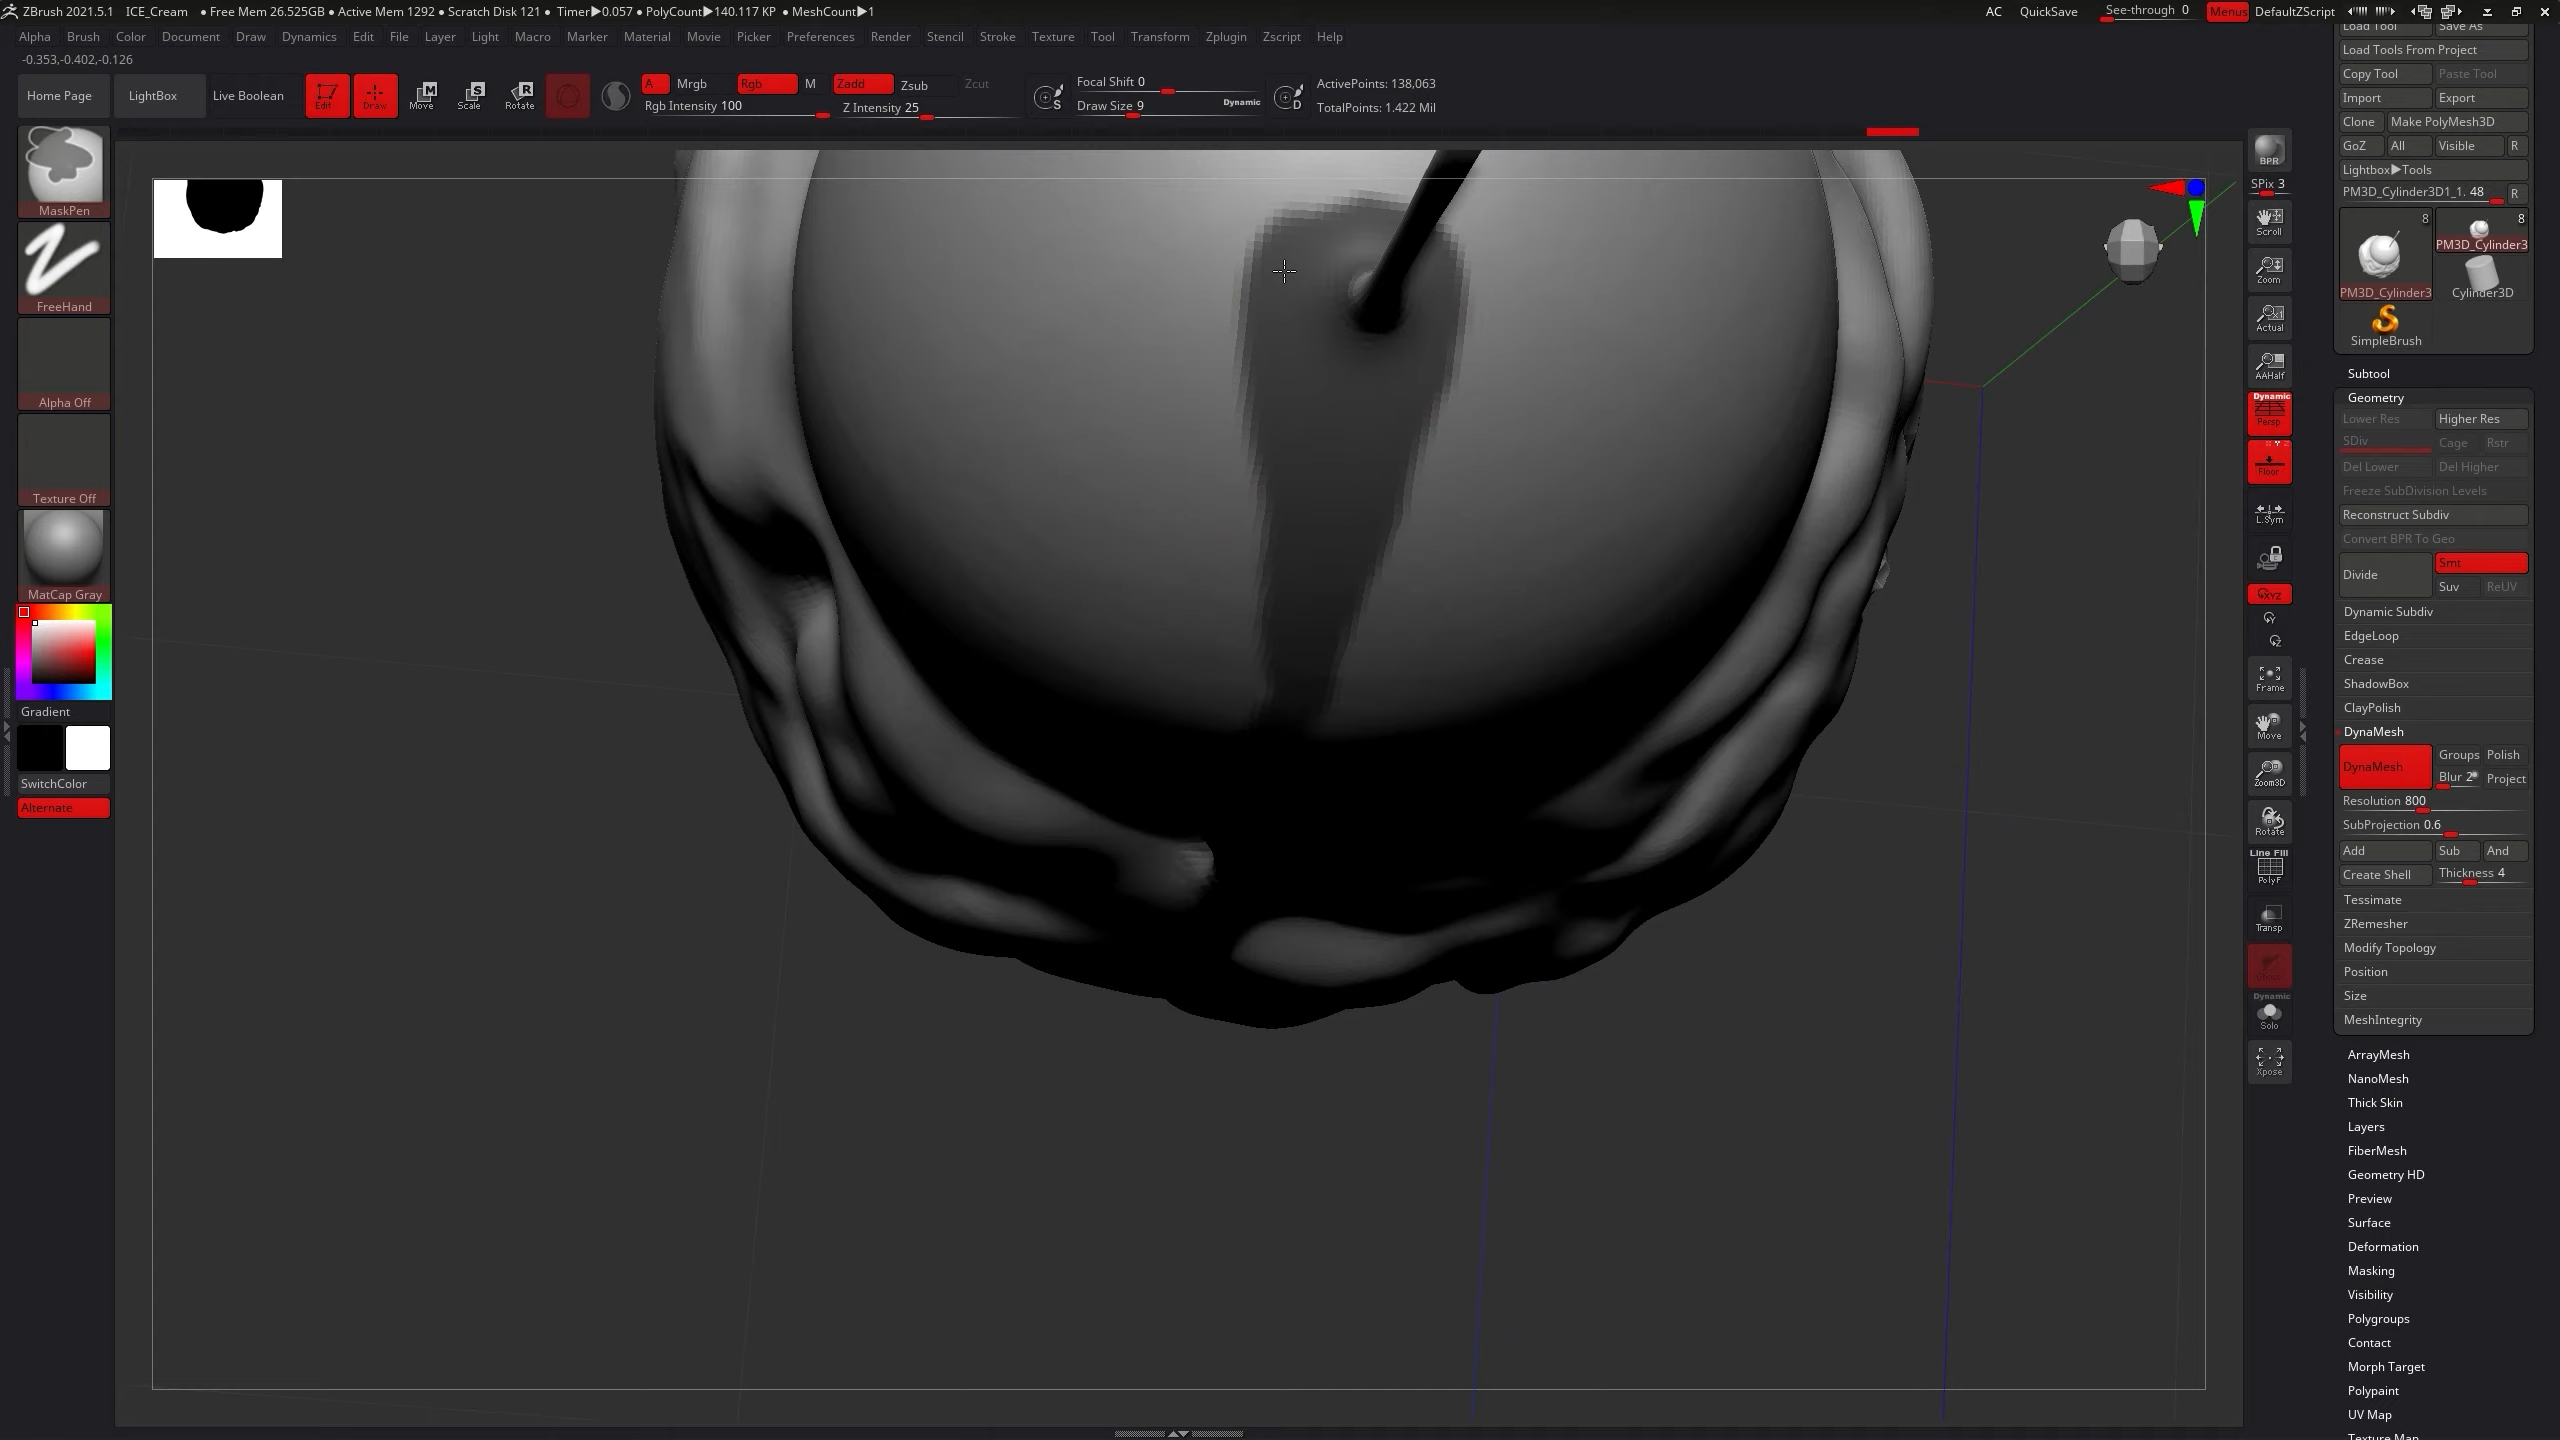 ZBrush 2021.5.1 ICE_Cream ● Free Mem 26.525GB ● Active Mem 1292 ● Scratch Disk 121 ● Timer▶0.057 ● PolyCount▶140.117 KP ● MeshCount▶1 AC QuickSave See-through 0 Menus DefaultZScript
Alpha Brush Color Document Draw Dynamics Edit File Layer Light Macro Marker Material Movie Picker Preferences Render Stencil Stroke Texture Tool Transform Zplugin Zscript Help
-0.353,-0.402,-0.126
Home Page LightBox Live Boolean Edit Draw Move Scale Rotate
A Mrgb Rgb M Zadd Zsub Zcut
Rgb Intensity 100 Z Intensity 25
Focal Shift 0
Draw Size 9 Dynamic
ActivePoints: 138,063
TotalPoints: 1.422 Mil
MaskPen
FreeHand
Alpha Off
Texture Off
MatCap Gray
Gradient
SwitchColor
Alternate
BPR
SPix 3
Scroll
Zoom
Actual
AAHalf
Dynamic
Persp
Floor
L.Sym
XYZ
Frame
Move
Zoom3D
Rotate
Line Fill
PolyF
Transp
Dynamic
Solo
Xpose
Load Tool Save As
Load Tools From Project
Copy Tool Paste Tool
Import Export
Clone Make PolyMesh3D
GoZ All Visible R
Lightbox▶Tools
PM3D_Cylinder3D1_1. 48 R
8 8
PM3D_Cylinder3
PM3D_Cylinder3 Cylinder3D
SimpleBrush
Subtool
Geometry
Lower Res Higher Res
SDiv Cage Rstr
Del Lower Del Higher
Freeze SubDivision Levels
Reconstruct Subdiv
Convert BPR To Geo
Divide Smt
Suv ReUV
Dynamic Subdiv
EdgeLoop
Crease
ShadowBox
ClayPolish
DynaMesh
DynaMesh Groups Polish
Blur 2 Project
Resolution 800
SubProjection 0.6
Add Sub And
Create Shell Thickness 4
Tessimate
ZRemesher
Modify Topology
Position
Size
MeshIntegrity
ArrayMesh
NanoMesh
Thick Skin
Layers
FiberMesh
Geometry HD
Preview
Surface
Deformation
Masking
Visibility
Polygroups
Contact
Morph Target
Polypaint
UV Map
Texture Map